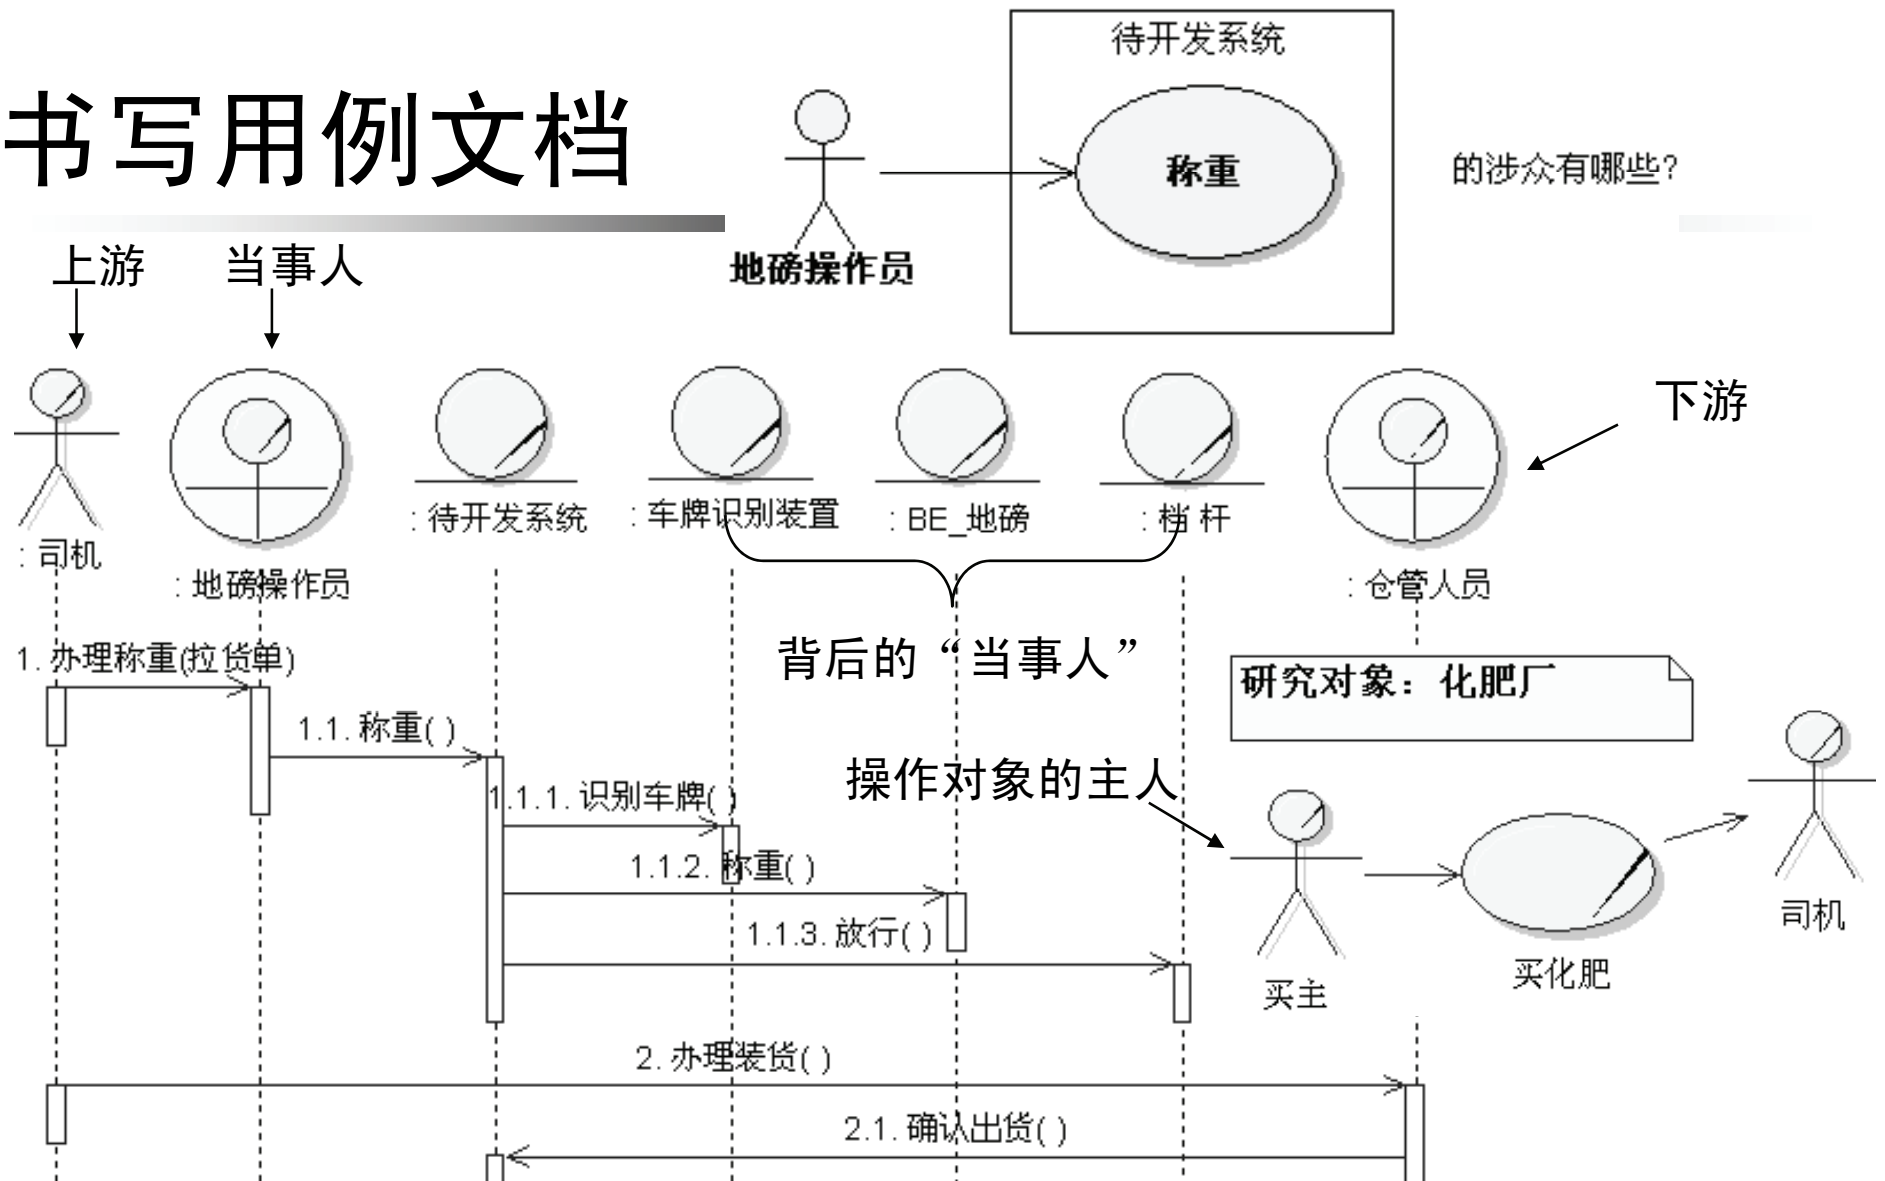 待开发系统
书写用例文档
称重
的涉众有哪些?
地磅操作员
上游
当事人
下游
: 司机
: 地磅操作员
: 待开发系统
: 车牌识别装置
: BE_地磅
: 档 杆
: 仓管人员
1. 办理称重(拉货单)
背后的“当事人”
研究对象：化肥厂
1.1. 称重( )
操作对象的主人
1.1.1. 识别车牌( )
1.1.2. 称重( )
1.1.3. 放行( )
司机
买化肥
买主
2. 办理装货( )
2.1. 确认出货( )